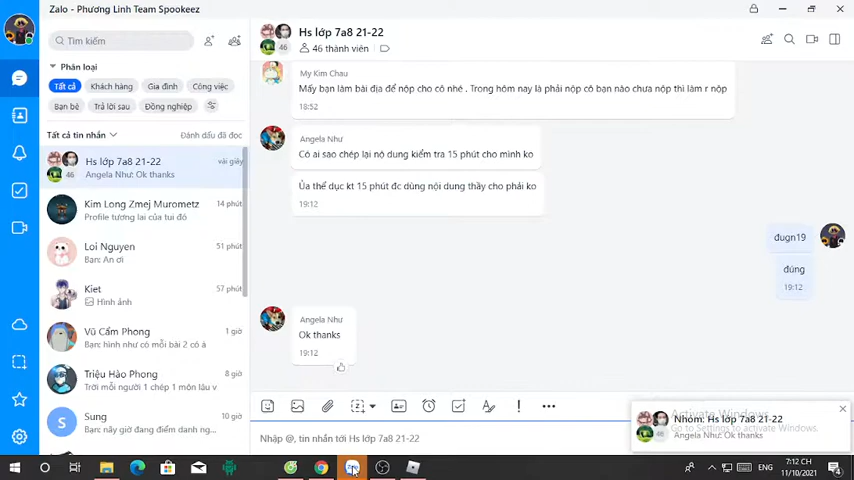 Zalo - Phương Linh Team Spookeez
Tìm kiếm
Phân loại
Tất cả
Khách hàng
Gia đình
Công việc
Bạn bè
Trả lời sau
Đồng nghiệp
Tất cả tin nhắn
Đánh dấu đã đọc
Hs lớp 7a8 21-22
vài giây
46
Angela Như: Ok thanks
Kim Long Zmej Murometz
14 phút
Profile tương lai của tui đó
Loi Nguyen
51 phút
Bạn: An ơi
Kiet
57 phút
Hình ảnh
Vũ Cẩm Phong
1 giờ
Bạn: hình như có mỗi bài 2 có á
Triệu Hảo Phong
8 giờ
Trời mỗi người 1 chép 1 môn lâu v
S
Sung
10 giờ
Bạn: nãy giờ đang điểm danh ng...
Hs lớp 7a8 21-22
46
46 thành viên
My Kim Chau
Mấy bạn làm bài địa để nộp cho cô nhé . Trong hôm nay là phải nộp cô bạn nào chưa nộp thì làm r nộp
18:52
Angela Như
Có ai sao chép lại nộ dung kiểm tra 15 phút cho mình ko
Ủa thể dục kt 15 phút đc dùng nội dung thầy cho phải ko
19:12
đugn19
đúng
19:12
Angela Như
Ok thanks
19:12
Nhập @, tin nhắn tới Hs lớp 7a8 21-22
Activate Windows
Go to Settings to activate Windows.
Nhóm: Hs lớp 7a8 21-22
46
Angela Như: Ok thanks
Zalo
ENG
7:12 CH
11/10/2021
4